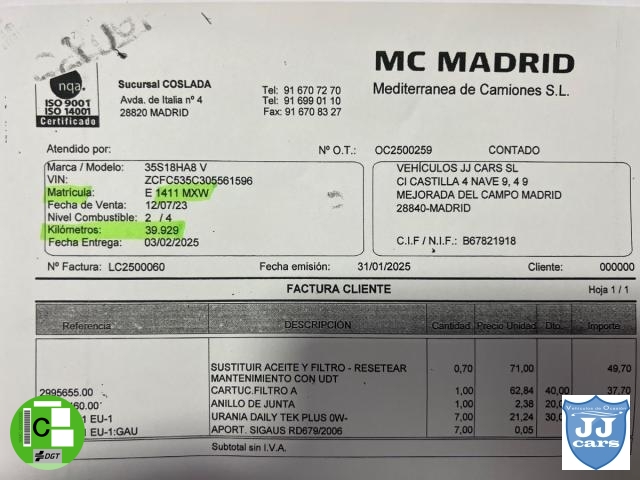 nqa.
ISO 9001
ISO 14001
Certificado
Sucursal COSLADA
Avda. de Italia nº 4
28820 MADRID
Tel: 91 670 72 70
Tel: 91 699 01 10
Fax: 91 670 83 27
MC MADRID
Mediterranea de Camiones S.L.
Atendido por:
Nº O.T.: OC2500259 CONTADO
Marca / Modelo: 35S18HA8 V
VIN: ZCFC535C305561596
Matrícula: E 1411 MXW
Fecha de Venta: 12/07/23
Nivel Combustible: 2 / 4
Kilómetros: 39.929
Fecha Entrega: 03/02/2025
VEHÍCULOS JJ CARS SL
CI CASTILLA 4 NAVE 9, 4 9
MEJORADA DEL CAMPO MADRID
28840-MADRID
C.I.F / N.I.F.: B67821918
Nº Factura: LC2500060 Fecha emisión: 31/01/2025 Cliente: 000000
FACTURA CLIENTE Hoja 1 / 1
Referencia DESCRIPCIÓN Cantidad Precio Unidad Dto. Importe
SUSTITUIR ACEITE Y FILTRO - RESETEAR 0,70 71,00 49,70
MANTENIMIENTO CON UDT
2995655.00 CARTUC.FILTRO A 1,00 62,84 40,00 37,70
60.00 ANILLO DE JUNTA 1,00 2,38 20,0
EU-1 URANIA DAILY TEK PLUS 0W- 7,00 21,24 30,0
1 EU-1:GAU APORT. SIGAUS RD679/2006 7,00 0,05
Subtotal sin I.V.A.
C
DGT
Vehículos de Ocasión
JJ
cars